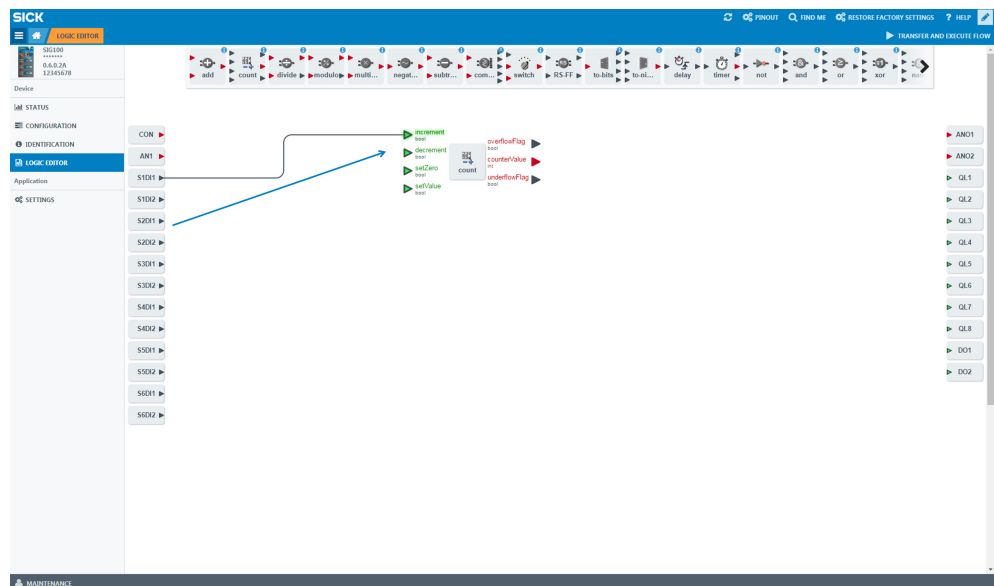 SICK
PINOUT FIND ME RESTORE FACTORY SETTINGS ? HELP
LOGIC EDITOR
TRANSFER AND EXECUTE FLOW
SIG100
*******
0.6.0.2A
12345678
add count divide modulo multi... negat... subtr... com... switch RS-FF to-bits to-ni... delay timer not and or xor
Device
STATUS
CONFIGURATION
IDENTIFICATION
LOGIC EDITOR
Application
SETTINGS
CON
AN1
S1DI1
S1DI2
S2DI1
S2DI2
S3DI1
S3DI2
S4DI1
S4DI2
S5DI1
S5DI2
S6DI1
S6DI2
increment
bool
decrement
bool
setZero
bool
setValue
bool
count
overflowFlag
bool
counterValue
int
underflowFlag
bool
ANO1
ANO2
QL1
QL2
QL3
QL4
QL5
QL6
QL7
QL8
DO1
DO2
MAINTENANCE